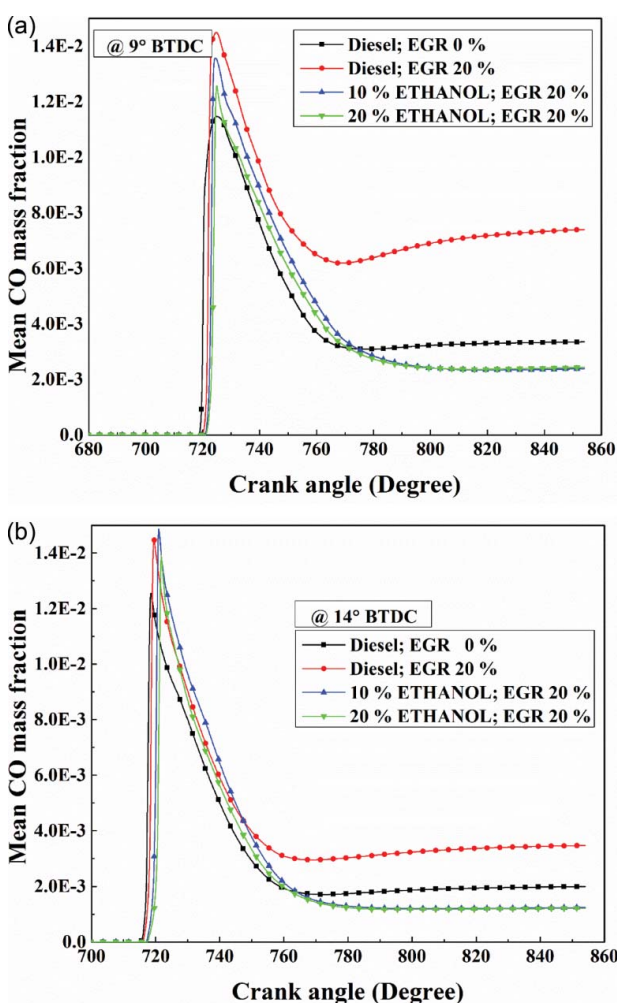 (a)
@ 9° BTDC
Diesel; EGR 0 %
Diesel; EGR 20 %
10 % ETHANOL; EGR 20 %
20 % ETHANOL; EGR 20 %
Mean CO mass fraction
1.4E-2
1.2E-2
1.0E-2
8.0E-3
6.0E-3
4.0E-3
2.0E-3
0.0
680 700 720 740 760 780 800 820 840 860
Crank angle (Degree)
(b)
@ 14° BTDC
Diesel; EGR 0 %
Diesel; EGR 20 %
10 % ETHANOL; EGR 20 %
20 % ETHANOL; EGR 20 %
Mean CO mass fraction
1.4E-2
1.2E-2
1.0E-2
8.0E-3
6.0E-3
4.0E-3
2.0E-3
0.0
700 720 740 760 780 800 820 840 860
Crank angle (Degree)